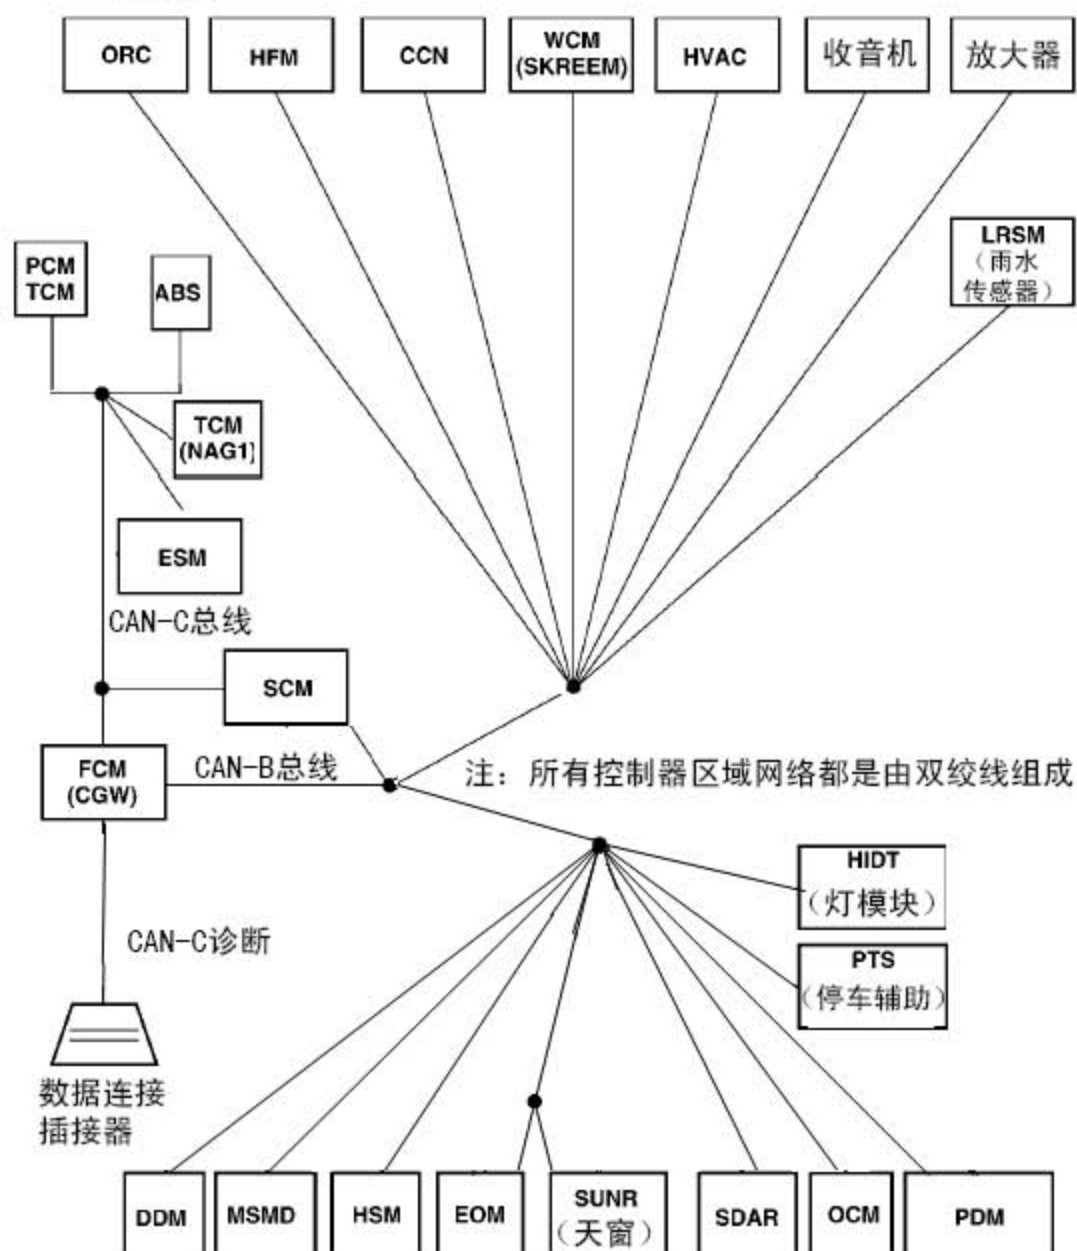 ORC
HFM
CCN
WCM
(SKREEM)
HVAC
收音机
放大器
LRSM
（雨水
传感器）
PCM
TCM
ABS
TCM
(NAG1)
ESM
CAN-C总线
SCM
FCM
(CGW)
CAN-B总线
注：所有控制器区域网络都是由双绞线组成
HIDT
（灯模块）
PTS
（停车辅助）
CAN-C诊断
数据连接
插接器
DDM
MSMD
HSM
EOM
SUNR
（天窗）
SDAR
OCM
PDM